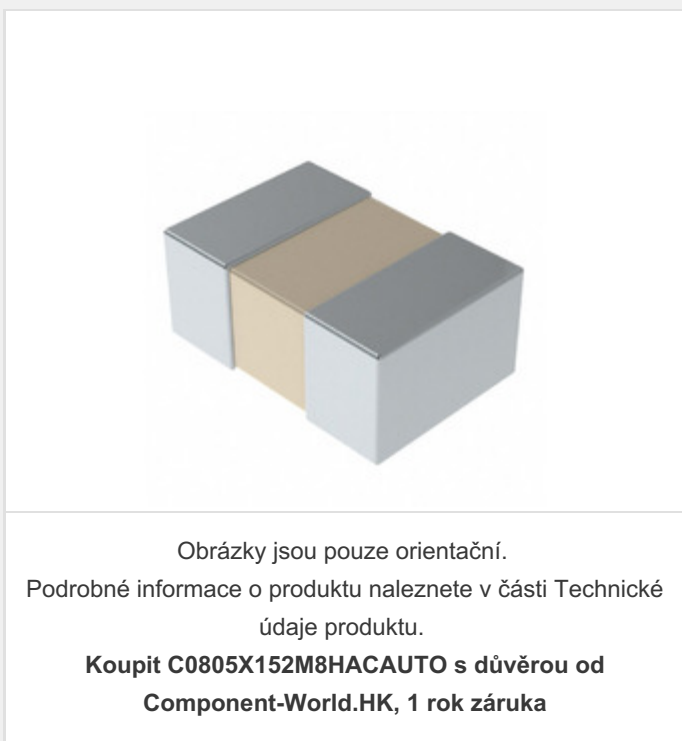 Obrázky jsou pouze orientační.
Podrobné informace o produktu naleznete v části Technické
údaje produktu.
Koupit C0805X152M8HACAUTO s důvěrou od
Component-World.HK, 1 rok záruka